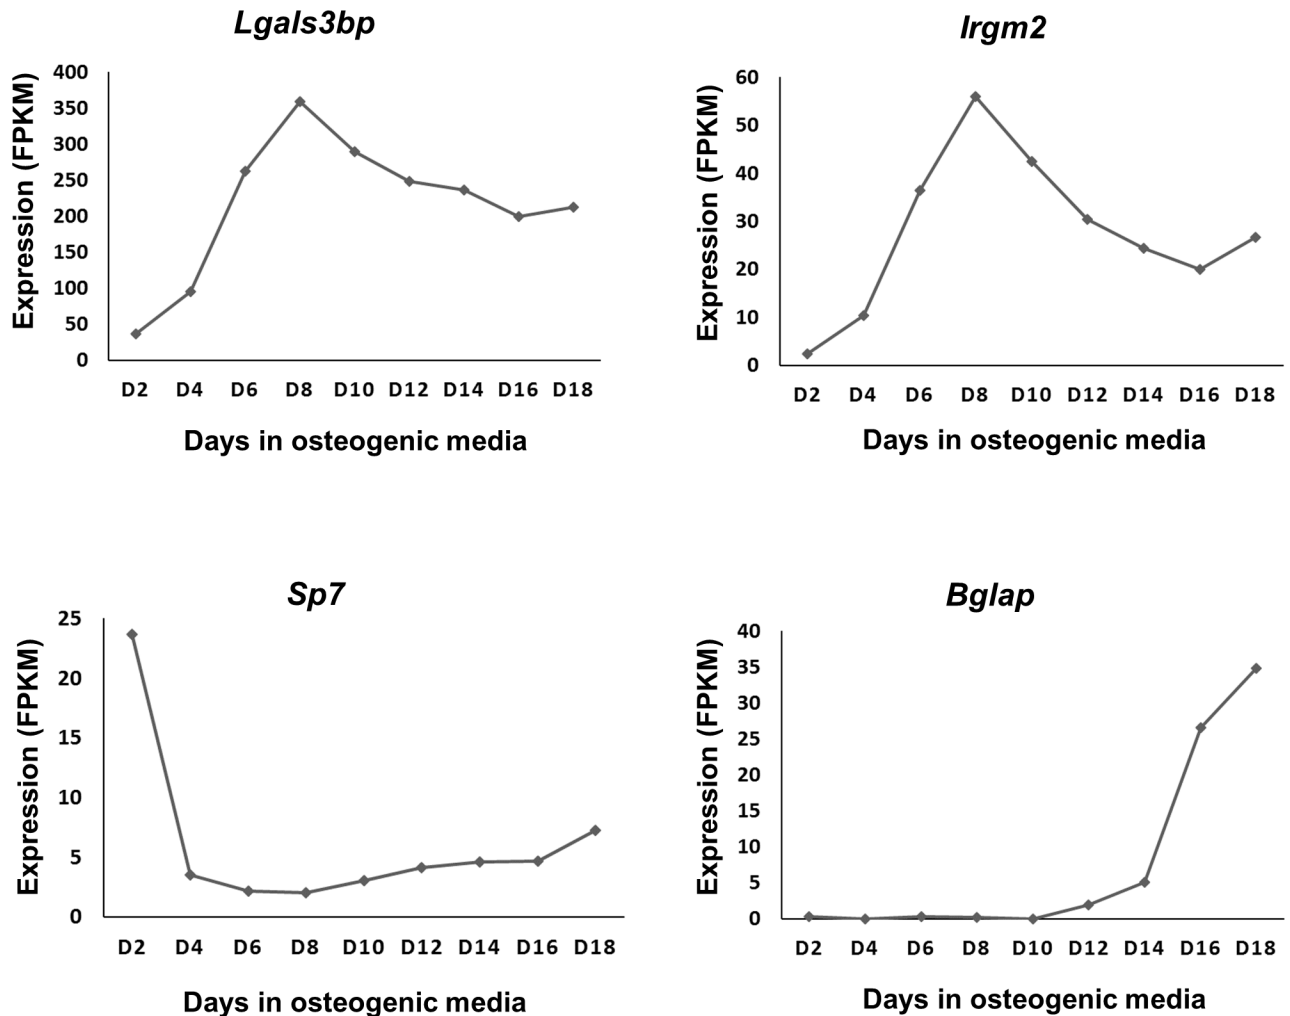 Lgals3bp
Expression (FPKM)
400
350
300
250
200
150
100
50
0
D2 D4 D6 D8 D10 D12 D14 D16 D18
Days in osteogenic media
Irgm2
Expression (FPKM)
60
50
40
30
20
10
0
D2 D4 D6 D8 D10 D12 D14 D16 D18
Days in osteogenic media
Sp7
Expression (FPKM)
25
20
15
10
5
0
D2 D4 D6 D8 D10 D12 D14 D16 D18
Days in osteogenic media
Bglap
Expression (FPKM)
40
35
30
25
20
15
10
5
0
D2 D4 D6 D8 D10 D12 D14 D16 D18
Days in osteogenic media